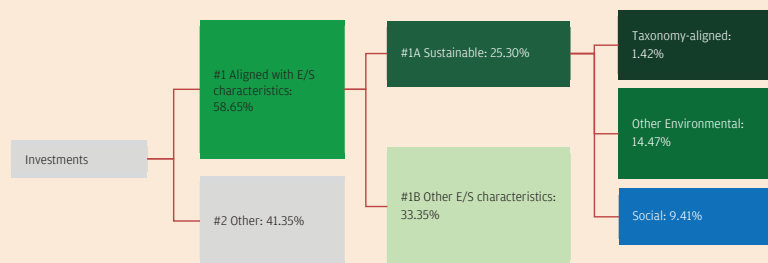 Investments
#1 Aligned with E/S
characteristics:
58.65%
#2 Other: 41.35%
#1A Sustainable: 25.30%
#1B Other E/S characteristics:
33.35%
Taxonomy-aligned:
1.42%
Other Environmental:
14.47%
Social: 9.41%